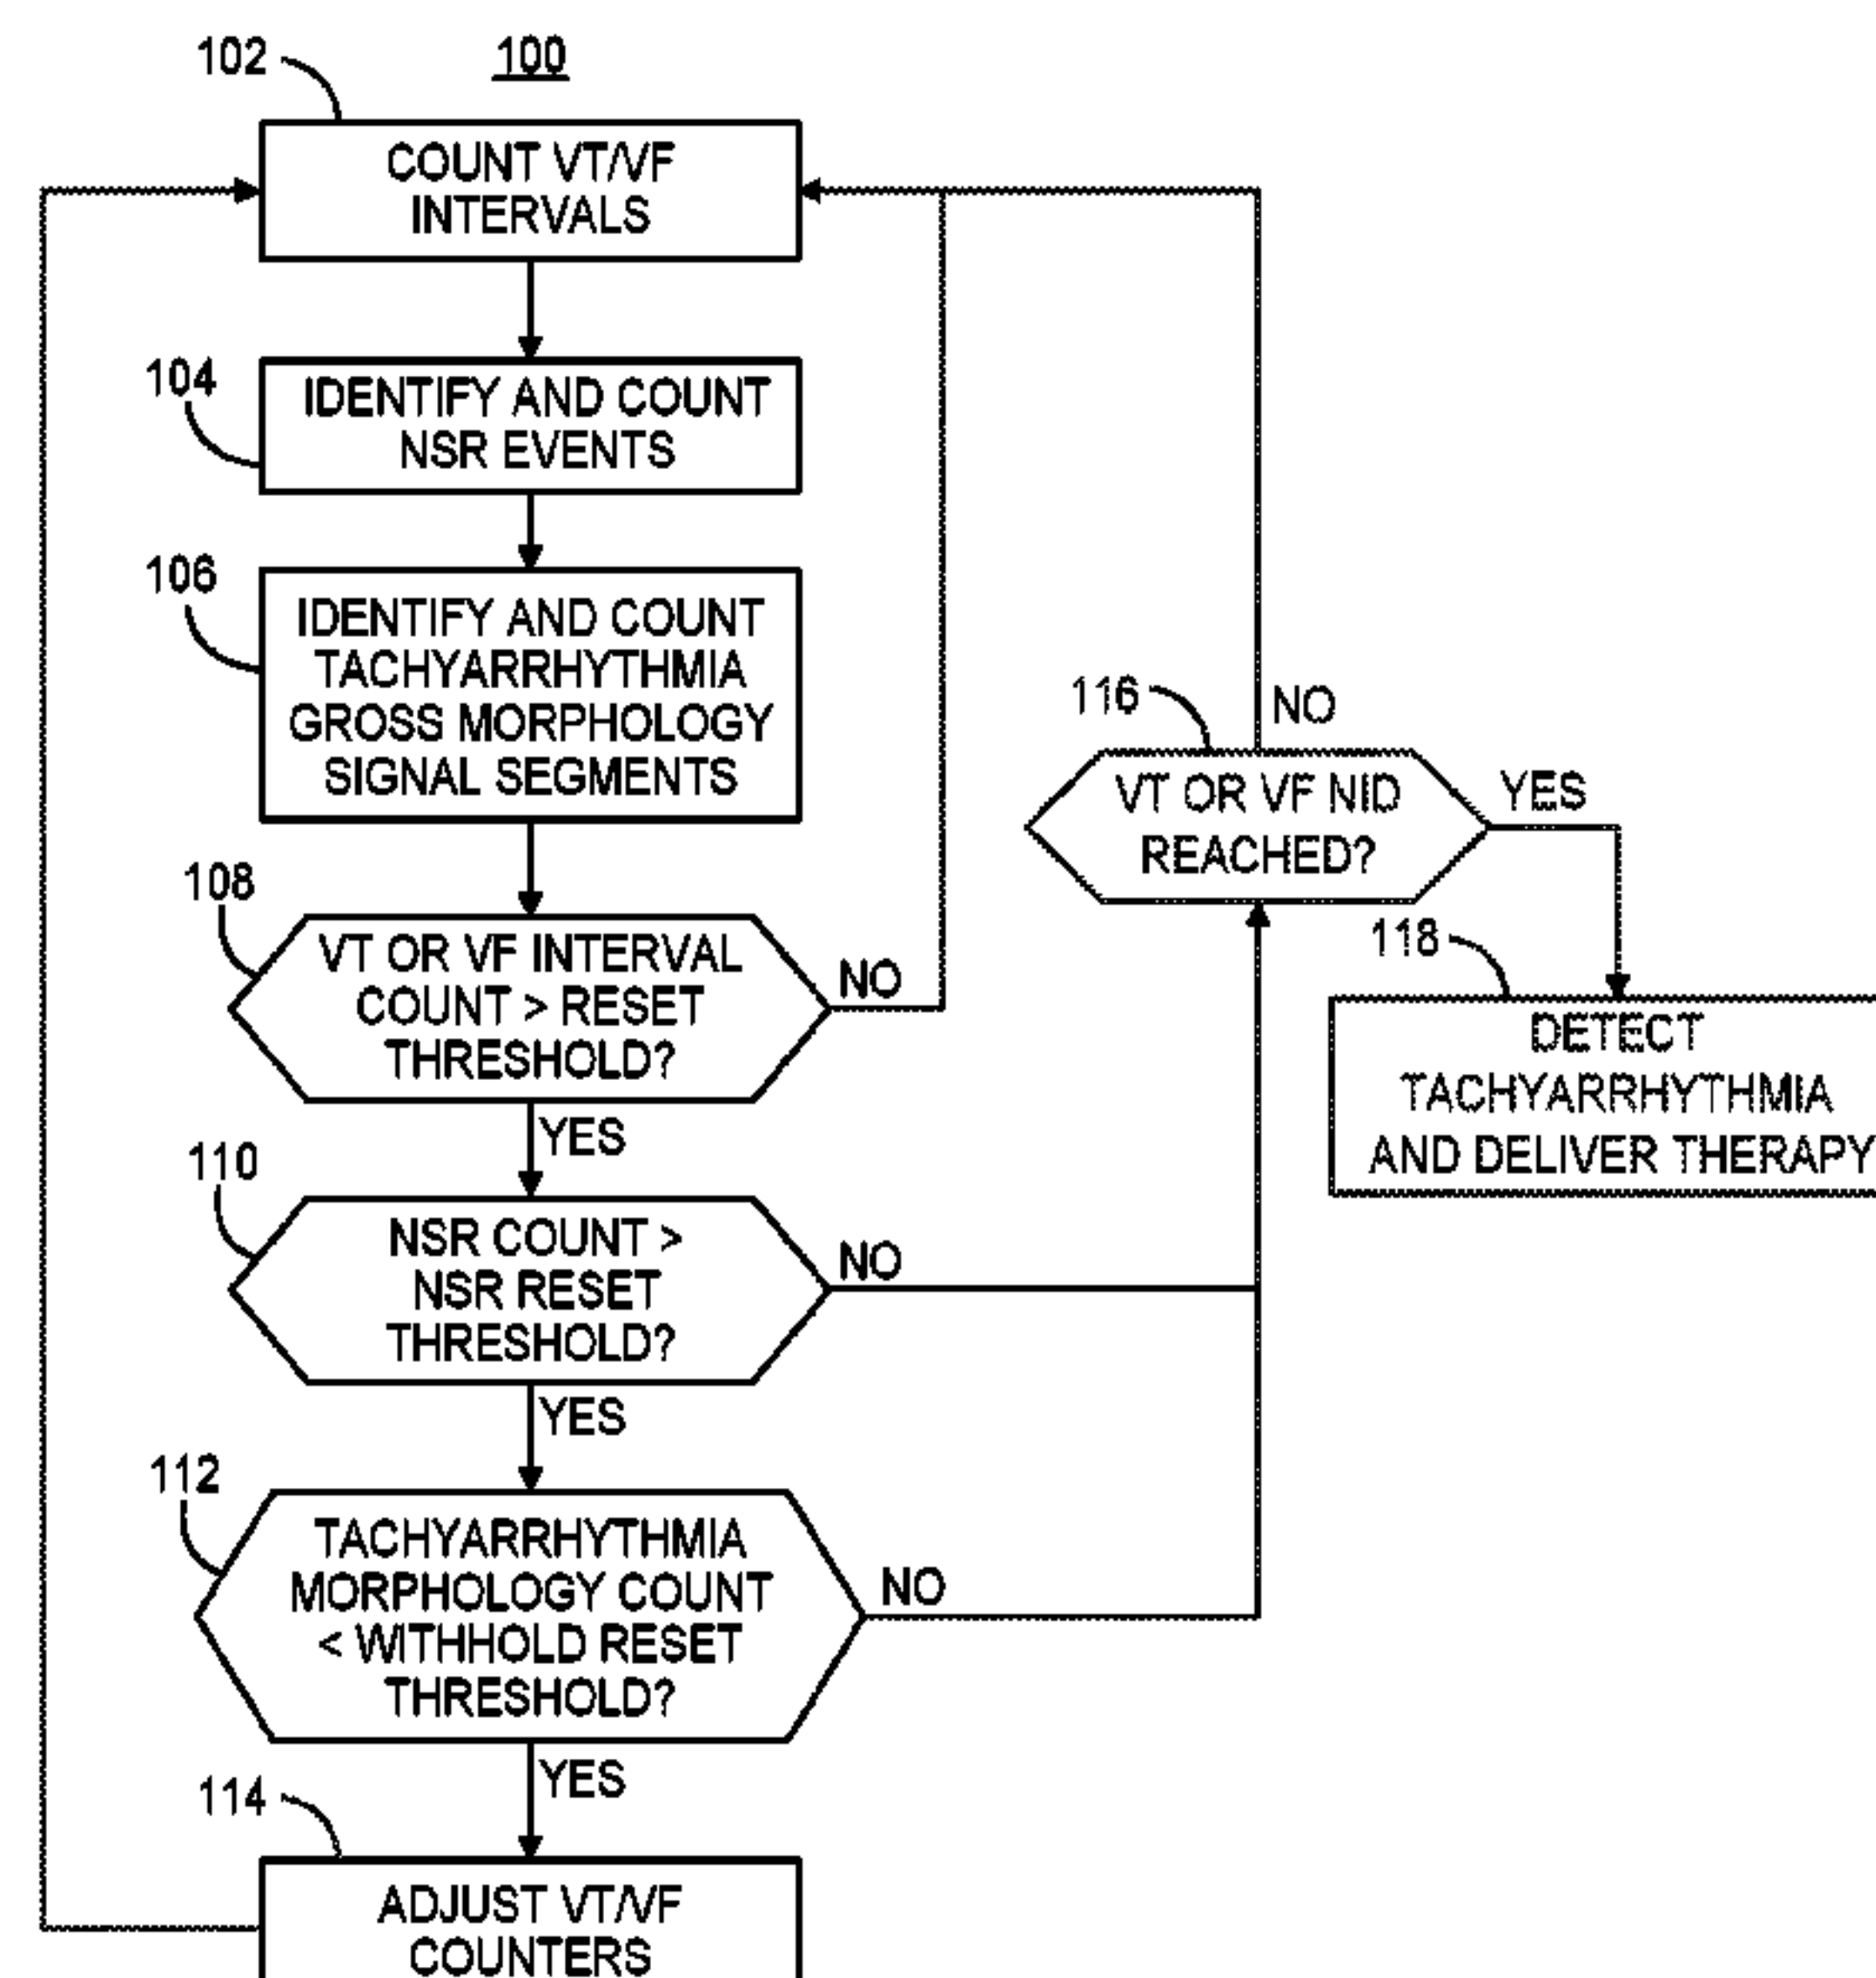 102
100
COUNT VT/VF
INTERVALS
104
IDENTIFY AND COUNT
NSR EVENTS
106
IDENTIFY AND COUNT
TACHYARRHYTHMIA
GROSS MORPHOLOGY
SIGNAL SEGMENTS
108
VT OR VF INTERVAL
COUNT > RESET
THRESHOLD?
NO
YES
110
NSR COUNT >
NSR RESET
THRESHOLD?
NO
YES
112
TACHYARRHYTHMIA
MORPHOLOGY COUNT
< WITHHOLD RESET
THRESHOLD?
NO
YES
114
ADJUST VT/VF
COUNTERS
116
VT OR VF NID
REACHED?
NO
YES
118
DETECT
TACHYARRHYTHMIA
AND DELIVER THERAPY